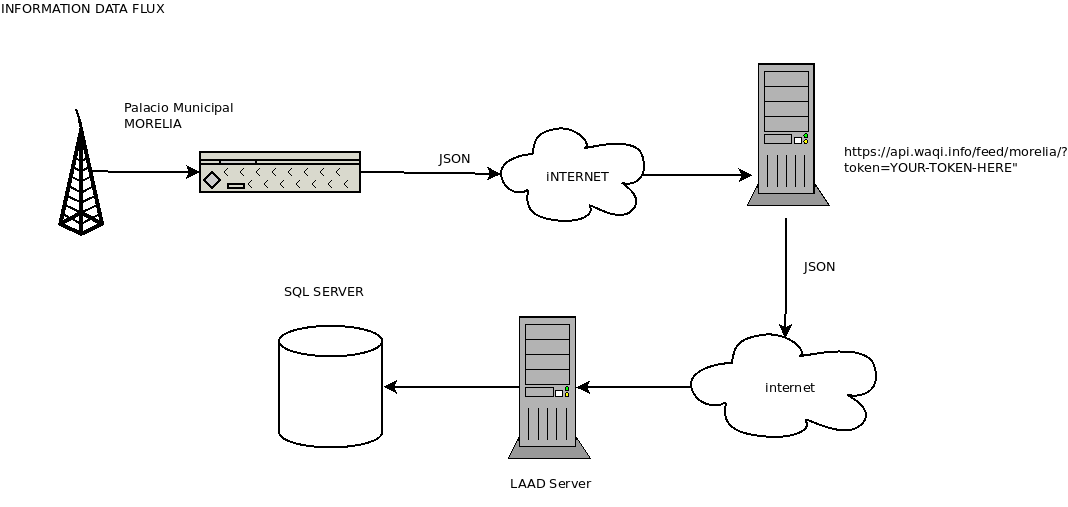 INFORMATION DATA FLUX
Palacio Municipal
MORELIA
JSON
iNTERNET
https://api.waqi.info/feed/morelia/?
token=YOUR-TOKEN-HERE"
JSON
SQL SERVER
internet
LAAD Server